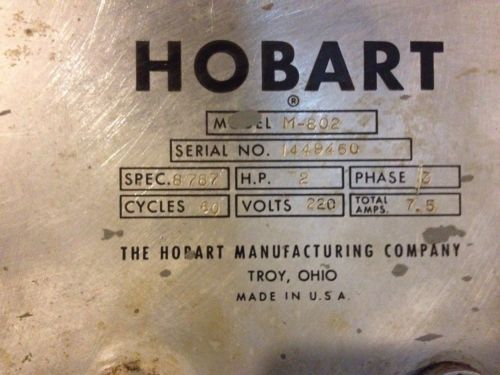 HOBART
®
MODEL M-802
SERIAL NO. 1449460
SPEC. 8787 H.P. 2 PHASE 3
CYCLES 60 VOLTS 220 TOTAL AMPS. 7.5
THE HOBART MANUFACTURING COMPANY
TROY, OHIO
MADE IN U.S.A.